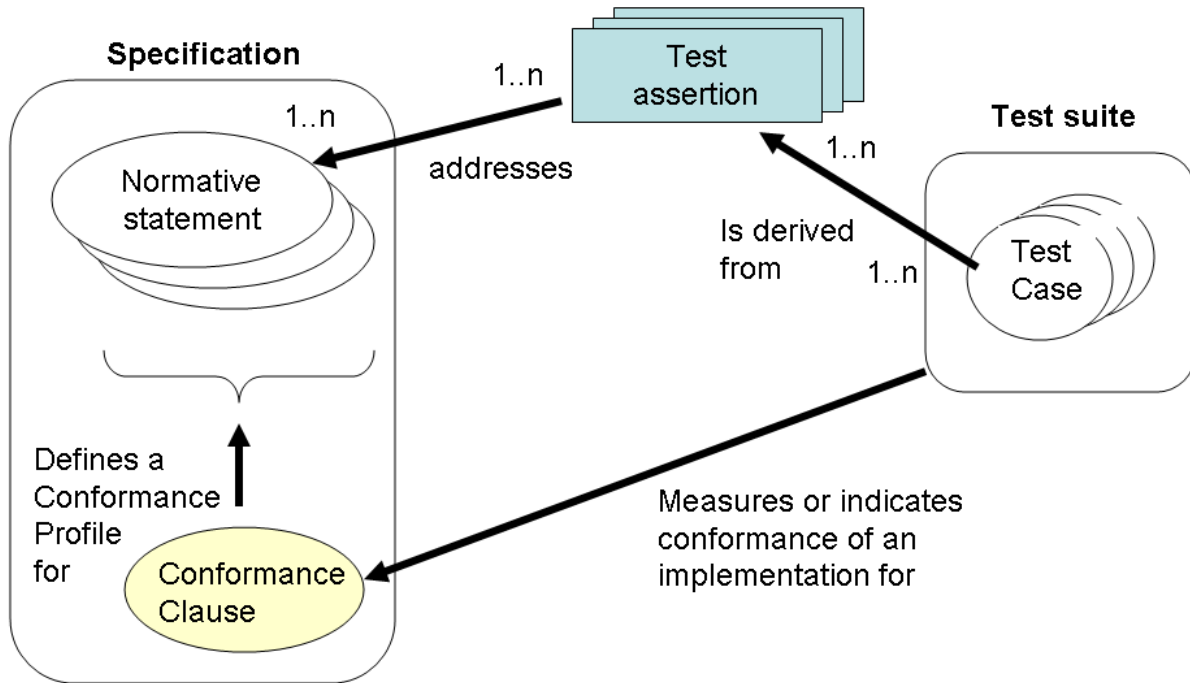 Specification
1..n
Normative
statement
1..n
addresses
Test
assertion
Test suite
1..n
Is derived
from
1..n
Test
Case
Defines a
Conformance
Profile
for
Conformance
Clause
Measures or indicates
conformance of an
implementation for